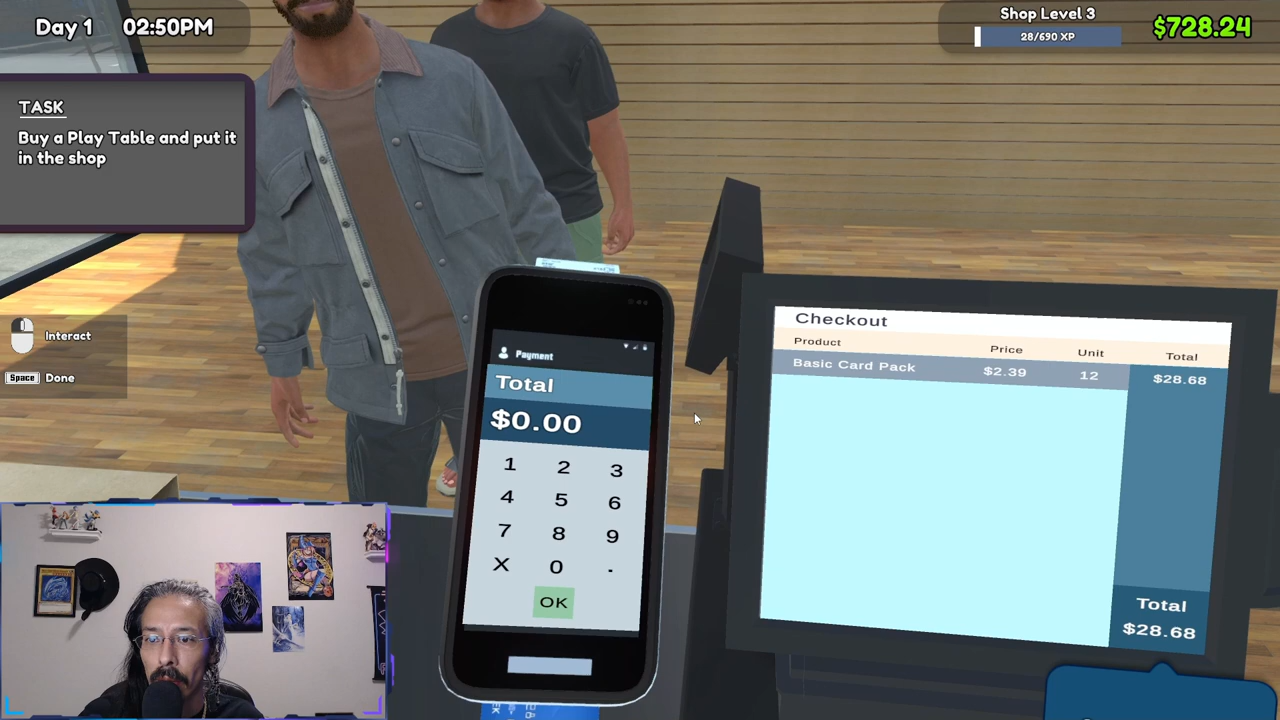 Day 1 02:50PM
Shop Level 3
28/690 XP
$728.24
TASK
Buy a Play Table and put it
in the shop
Interact
Space Done
Payment
Total
$0.00
1 2 3
4 5 6
7 8 9
X 0 .
OK
Checkout
Product Price Unit Total
Basic Card Pack $2.39 12 $28.68
Total
$28.68